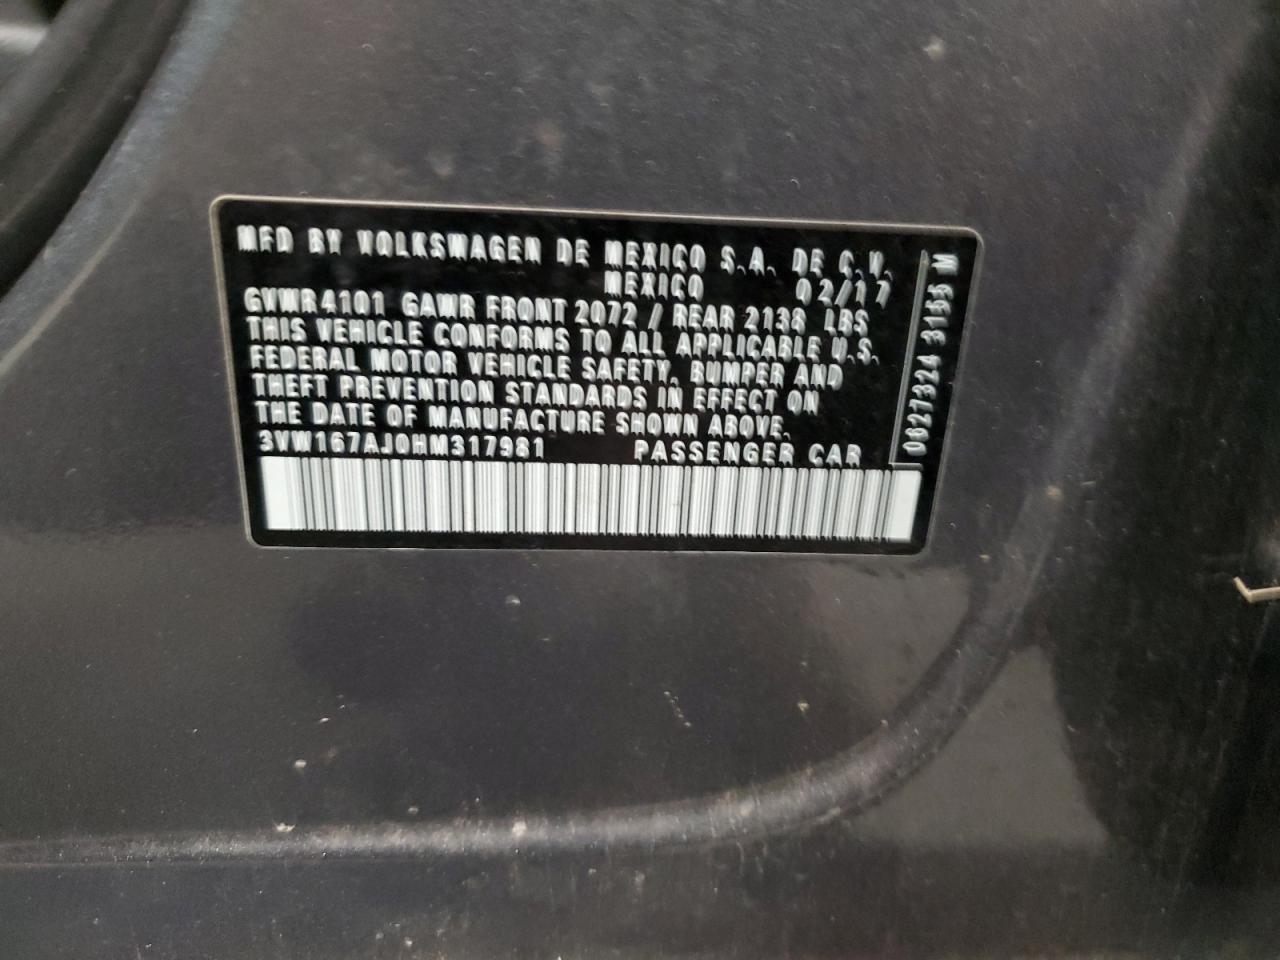 MFD BY VOLKSWAGEN DE MEXICO S.A. DE C.V.
MEXICO 02/17
GVWR 4101 GAWR FRONT 2072 / REAR 2138 LBS
THIS VEHICLE CONFORMS TO ALL APPLICABLE U.S.
FEDERAL MOTOR VEHICLE SAFETY, BUMPER AND
THEFT PREVENTION STANDARDS IN EFFECT ON
THE DATE OF MANUFACTURE SHOWN ABOVE.
3VW167AJ0HM317981 PASSENGER CAR
0627324 3155 M